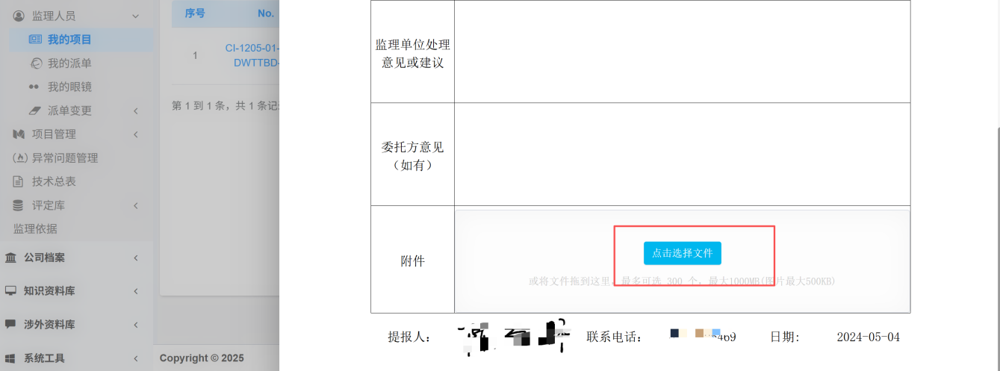 监理人员
我的项目
我的派单
我的眼镜
派单变更
项目管理
异常问题管理
技术总表
评定库
监理依据
公司档案
知识资料库
涉外资料库
系统工具
序号 No.
1 CI-1205-01-
DWTTBD-
第 1 到 1 条，共 1 条记
Copyright © 2025
监理单位处理
意见或建议
委托方意见
（如有）
附件
点击选择文件
或将文件拖到这里，最多可选 300 个，最大1000MB(图片最大500KB)
提报人： 联系电话： 469 日期： 2024-05-04